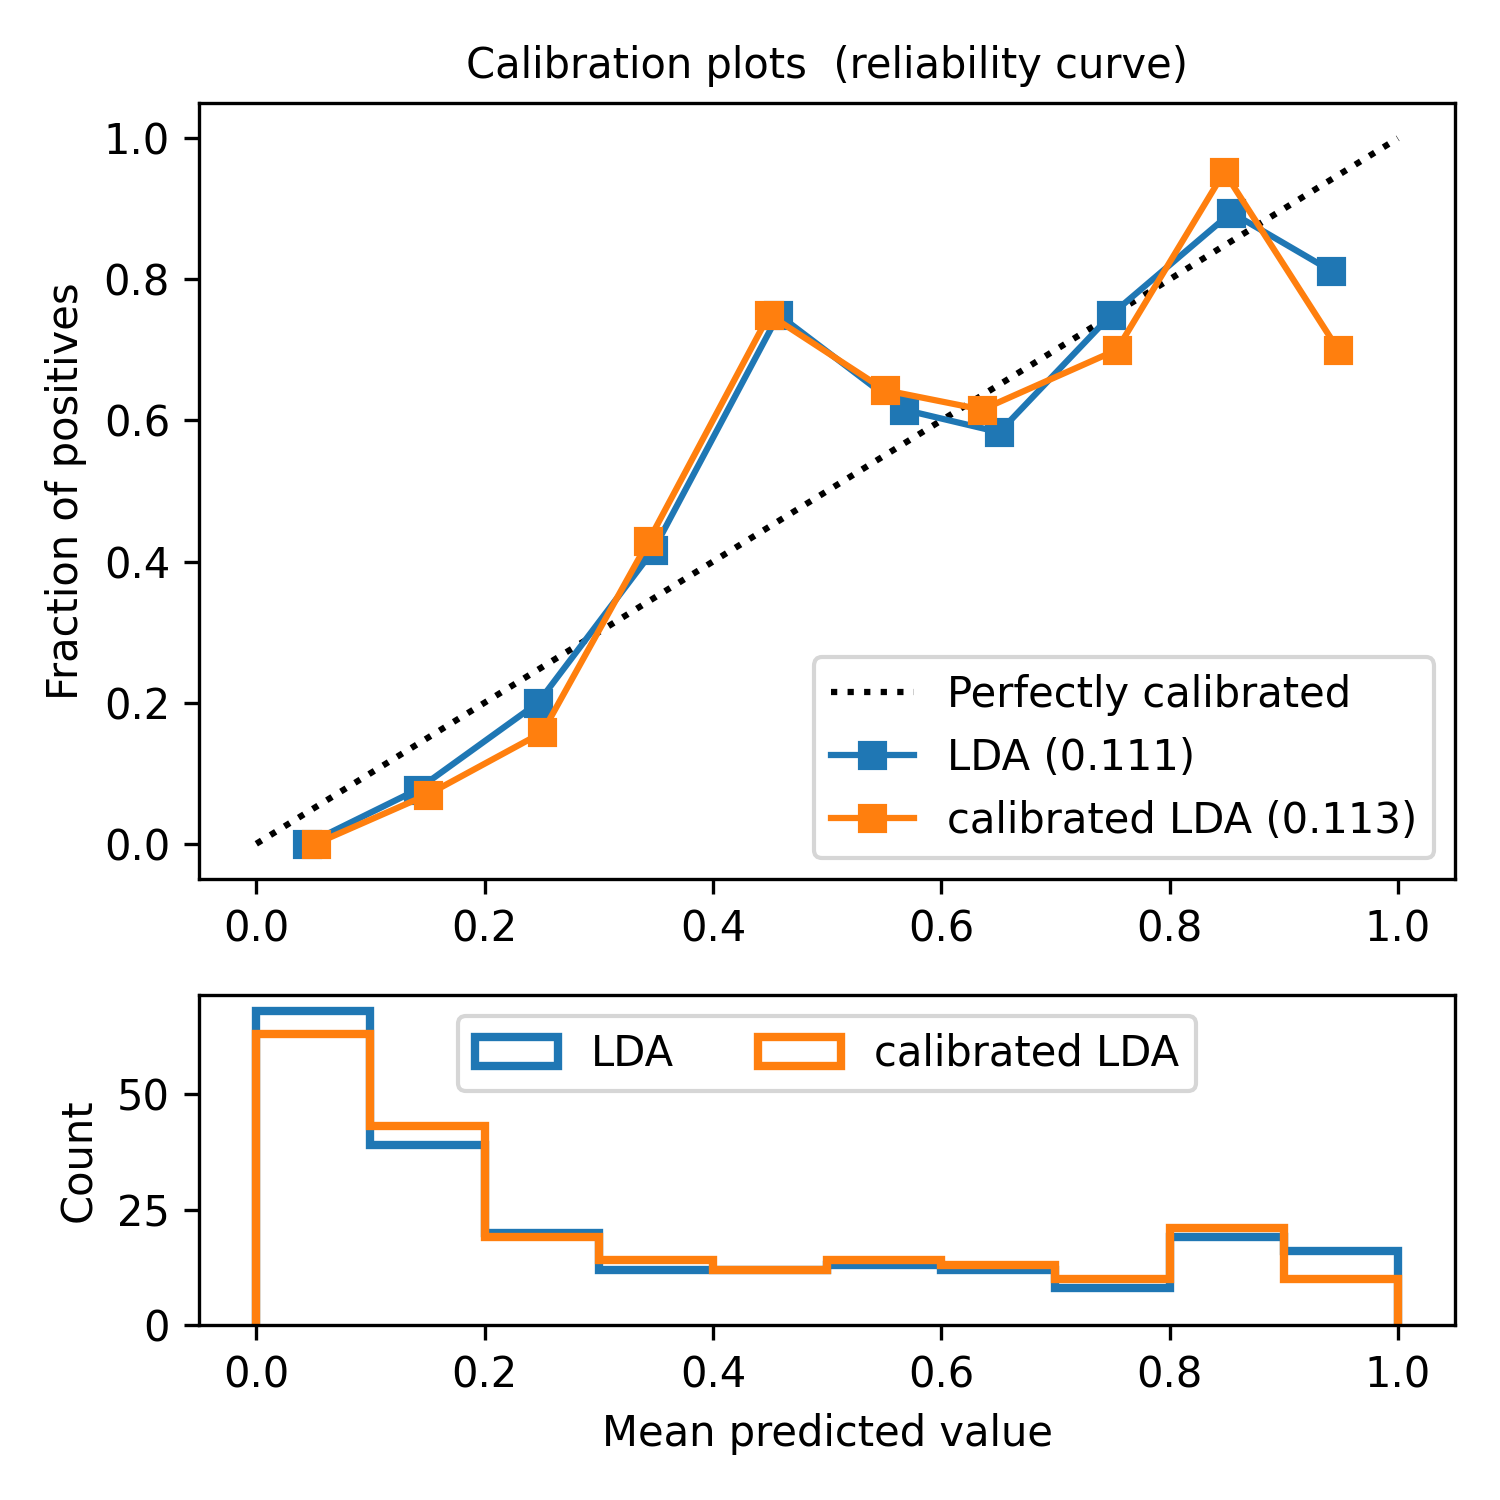 Calibration plots  (reliability curve)
1.0
0.8
0.6
0.4
0.2
0.0
Fraction of positives
Perfectly calibrated
LDA (0.111)
calibrated LDA (0.113)
0.0 0.2 0.4 0.6 0.8 1.0
LDA calibrated LDA
50
25
0
Count
0.0 0.2 0.4 0.6 0.8 1.0
Mean predicted value